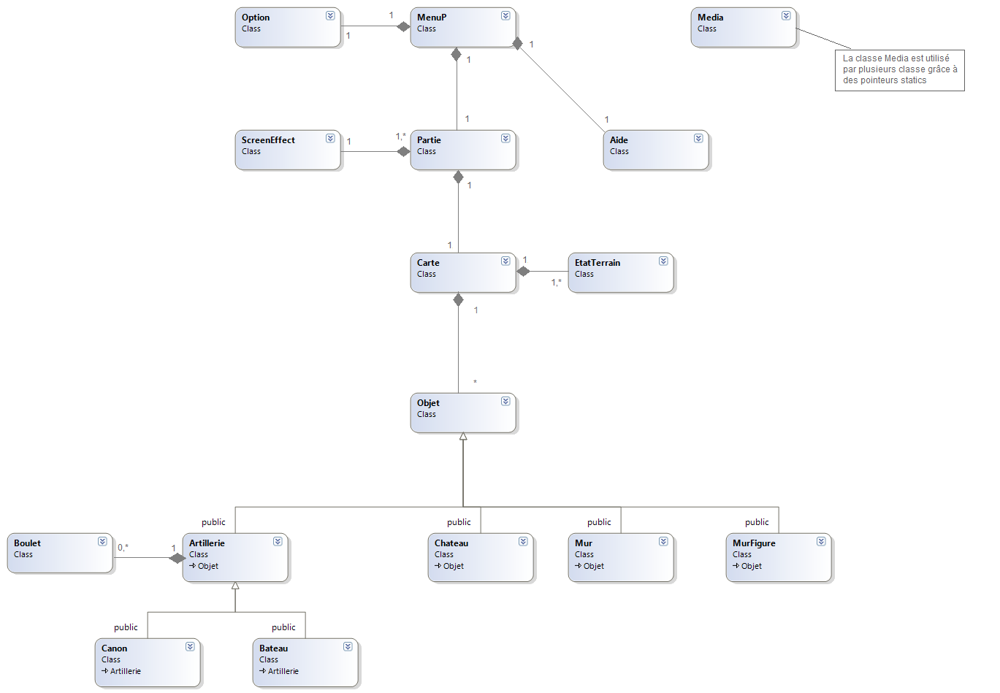 Option
Class
1
1
MenuP
Class
1
1
Media
Class
La classe Media est utilisé
par plusieurs classe grâce à
des pointeurs statics
1
1
ScreenEffect
Class
1
1,*
Partie
Class
1
Aide
Class
1
Carte
Class
1
1,*
EtatTerrain
Class
1
*
Objet
Class
public
public
public
public
Boulet
Class
0,*
1
Artillerie
Class
Objet
Chateau
Class
Objet
Mur
Class
Objet
MurFigure
Class
Objet
public
public
Canon
Class
Artillerie
Bateau
Class
Artillerie